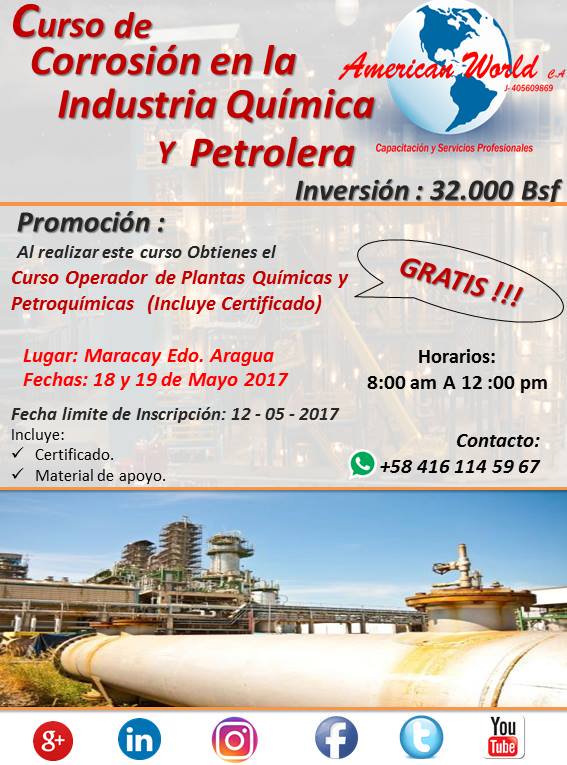 Curso de
Corrosión en la
Industria Química
Y Petrolera
American World C.A
J- 405609869
Capacitación y Servicios Profesionales
Inversión : 32.000 Bsf
Promoción :
Al realizar este curso Obtienes el
Curso Operador de Plantas Químicas y
Petroquímicas (Incluye Certificado)
GRATIS !!!
Lugar: Maracay Edo. Aragua
Fechas: 18 y 19 de Mayo 2017
Horarios:
8:00 am A 12 :00 pm
Fecha limite de Inscripción: 12 - 05 - 2017
Incluye:
✓ Certificado.
✓ Material de apoyo.
Contacto:
+58 416 114 59 67
g+
in
f
t
You
Tube